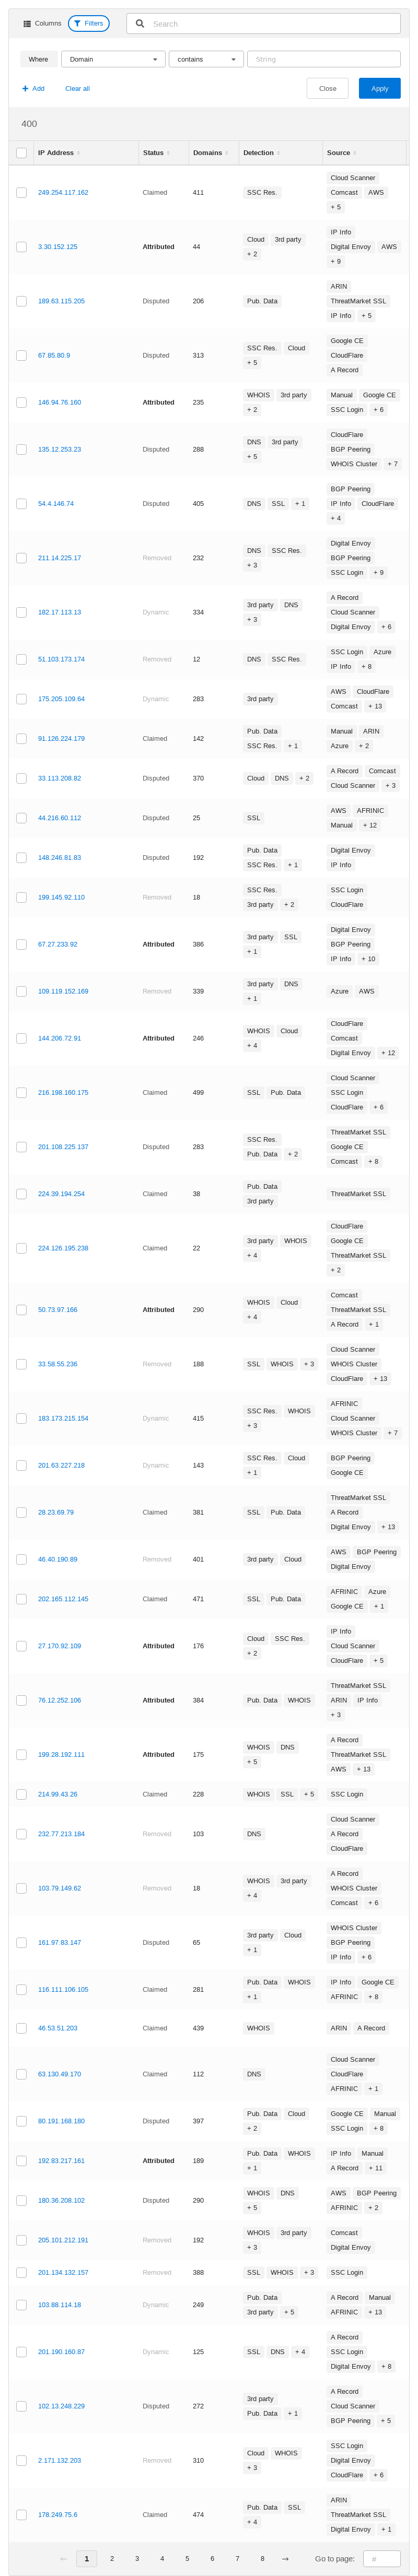 Columns Filters Search
Where Domain contains String
Add Clear all Close Apply
400
IP Address Status Domains Detection Source
249.254.117.162 Claimed 411 SSC Res. Cloud Scanner Comcast AWS + 5
3.30.152.125 Attributed 44 Cloud 3rd party + 2 IP Info Digital Envoy AWS + 9
189.63.115.205 Disputed 206 Pub. Data ARIN ThreatMarket SSL IP Info + 5
67.85.80.9 Disputed 313 SSC Res. Cloud + 5 Google CE CloudFlare A Record
146.94.76.160 Attributed 235 WHOIS 3rd party + 2 Manual Google CE SSC Login + 6
135.12.253.23 Disputed 288 DNS 3rd party + 5 CloudFlare BGP Peering WHOIS Cluster + 7
54.4.146.74 Disputed 405 DNS SSL + 1 BGP Peering IP Info CloudFlare + 4
211.14.225.17 Removed 232 DNS SSC Res. + 3 Digital Envoy BGP Peering SSC Login + 9
182.17.113.13 Dynamic 334 3rd party DNS + 3 A Record Cloud Scanner Digital Envoy + 6
51.103.173.174 Removed 12 DNS SSC Res. SSC Login Azure IP Info + 8
175.205.109.64 Dynamic 283 3rd party AWS CloudFlare Comcast + 13
91.126.224.179 Claimed 142 Pub. Data SSC Res. + 1 Manual ARIN Azure + 2
33.113.208.82 Disputed 370 Cloud DNS + 2 A Record Comcast Cloud Scanner + 3
44.216.60.112 Disputed 25 SSL AWS AFRINIC Manual + 12
148.246.81.83 Disputed 192 Pub. Data SSC Res. + 1 Digital Envoy IP Info
199.145.92.110 Removed 18 SSC Res. 3rd party + 2 SSC Login CloudFlare
67.27.233.92 Attributed 386 3rd party SSL + 1 Digital Envoy BGP Peering IP Info + 10
109.119.152.169 Removed 339 3rd party DNS + 1 Azure AWS
144.206.72.91 Attributed 246 WHOIS Cloud + 4 CloudFlare Comcast Digital Envoy + 12
216.198.160.175 Claimed 499 SSL Pub. Data Cloud Scanner SSC Login CloudFlare + 6
201.108.225.137 Disputed 283 SSC Res. Pub. Data + 2 ThreatMarket SSL Google CE Comcast + 8
224.39.194.254 Claimed 38 Pub. Data 3rd party ThreatMarket SSL
224.126.195.238 Claimed 22 3rd party WHOIS + 4 CloudFlare Google CE ThreatMarket SSL + 2
50.73.97.166 Attributed 290 WHOIS Cloud + 4 Comcast ThreatMarket SSL A Record + 1
33.58.55.236 Removed 188 SSL WHOIS + 3 Cloud Scanner WHOIS Cluster CloudFlare + 13
183.173.215.154 Dynamic 415 SSC Res. WHOIS + 3 AFRINIC Cloud Scanner WHOIS Cluster + 7
201.63.227.218 Dynamic 143 SSC Res. Cloud + 1 BGP Peering Google CE
28.23.69.79 Claimed 381 SSL Pub. Data ThreatMarket SSL A Record Digital Envoy + 13
46.40.190.89 Removed 401 3rd party Cloud AWS BGP Peering Digital Envoy
202.165.112.145 Claimed 471 SSL Pub. Data AFRINIC Azure Google CE + 1
27.170.92.109 Attributed 176 Cloud SSC Res. + 2 IP Info Cloud Scanner CloudFlare + 5
76.12.252.106 Attributed 384 Pub. Data WHOIS ThreatMarket SSL ARIN IP Info + 3
199.28.192.111 Attributed 175 WHOIS DNS + 5 A Record ThreatMarket SSL AWS + 13
214.99.43.26 Claimed 228 WHOIS SSL + 5 SSC Login
232.77.213.184 Removed 103 DNS Cloud Scanner A Record CloudFlare
103.79.149.62 Removed 18 WHOIS 3rd party + 4 A Record WHOIS Cluster Comcast + 6
161.97.83.147 Disputed 65 3rd party Cloud + 1 WHOIS Cluster BGP Peering IP Info + 6
116.111.106.105 Claimed 281 Pub. Data WHOIS + 1 IP Info Google CE AFRINIC + 8
46.53.51.203 Claimed 439 WHOIS ARIN A Record
63.130.49.170 Claimed 112 DNS Cloud Scanner CloudFlare AFRINIC + 1
80.191.168.180 Disputed 397 Pub. Data Cloud + 2 Google CE Manual SSC Login + 8
192.83.217.161 Attributed 189 Pub. Data WHOIS + 1 IP Info Manual A Record + 11
180.36.208.102 Disputed 290 WHOIS DNS + 5 AWS BGP Peering AFRINIC + 2
205.101.212.191 Removed 192 WHOIS 3rd party + 3 Comcast Digital Envoy
201.134.132.157 Removed 388 SSL WHOIS + 3 SSC Login
103.88.114.18 Dynamic 249 Pub. Data 3rd party + 5 A Record Manual AFRINIC + 13
201.190.160.87 Dynamic 125 SSL DNS + 4 A Record SSC Login Digital Envoy + 8
102.13.248.229 Disputed 272 3rd party Pub. Data + 1 A Record Cloud Scanner BGP Peering + 5
2.171.132.203 Removed 310 Cloud WHOIS + 3 SSC Login Digital Envoy CloudFlare + 6
178.249.75.6 Claimed 474 Pub. Data SSL + 4 ARIN ThreatMarket SSL Digital Envoy + 1
← 1 2 3 4 5 6 7 8 → Go to page: #